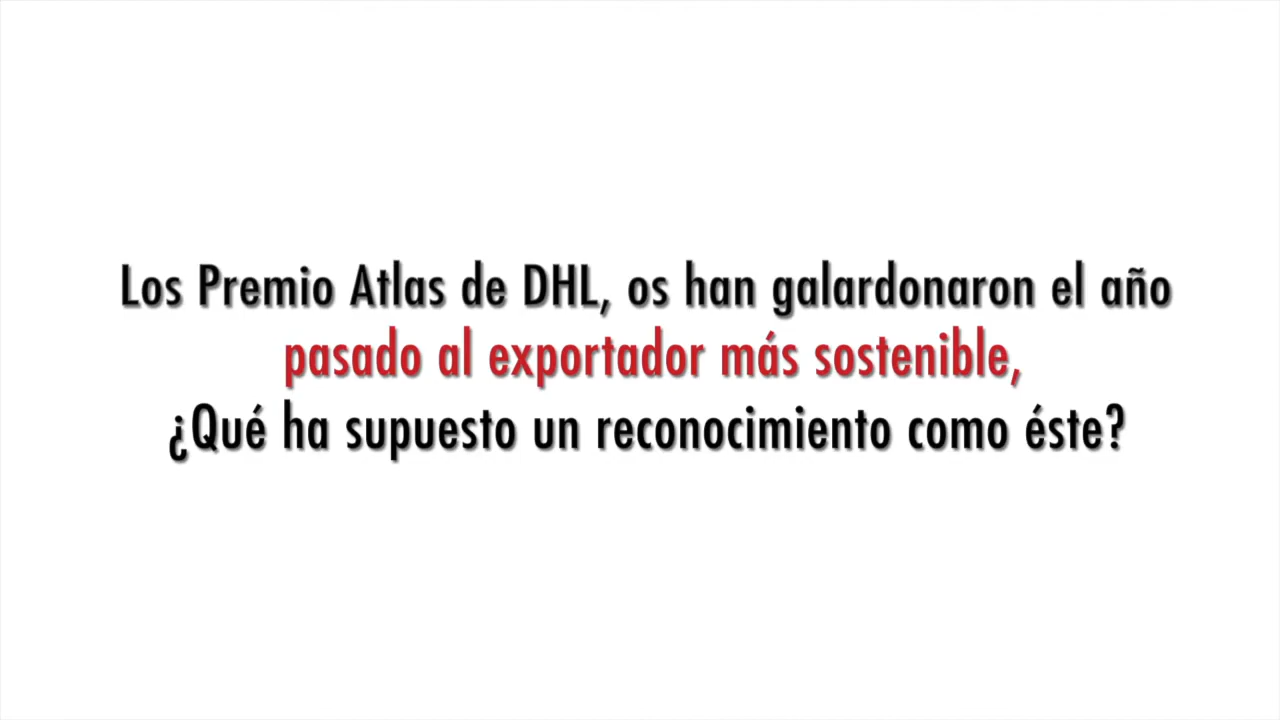 Los Premio Atlas de DHL, os han galardonaron el año
pasado al exportador más sostenible,
¿Qué ha supuesto un reconocimiento como éste?